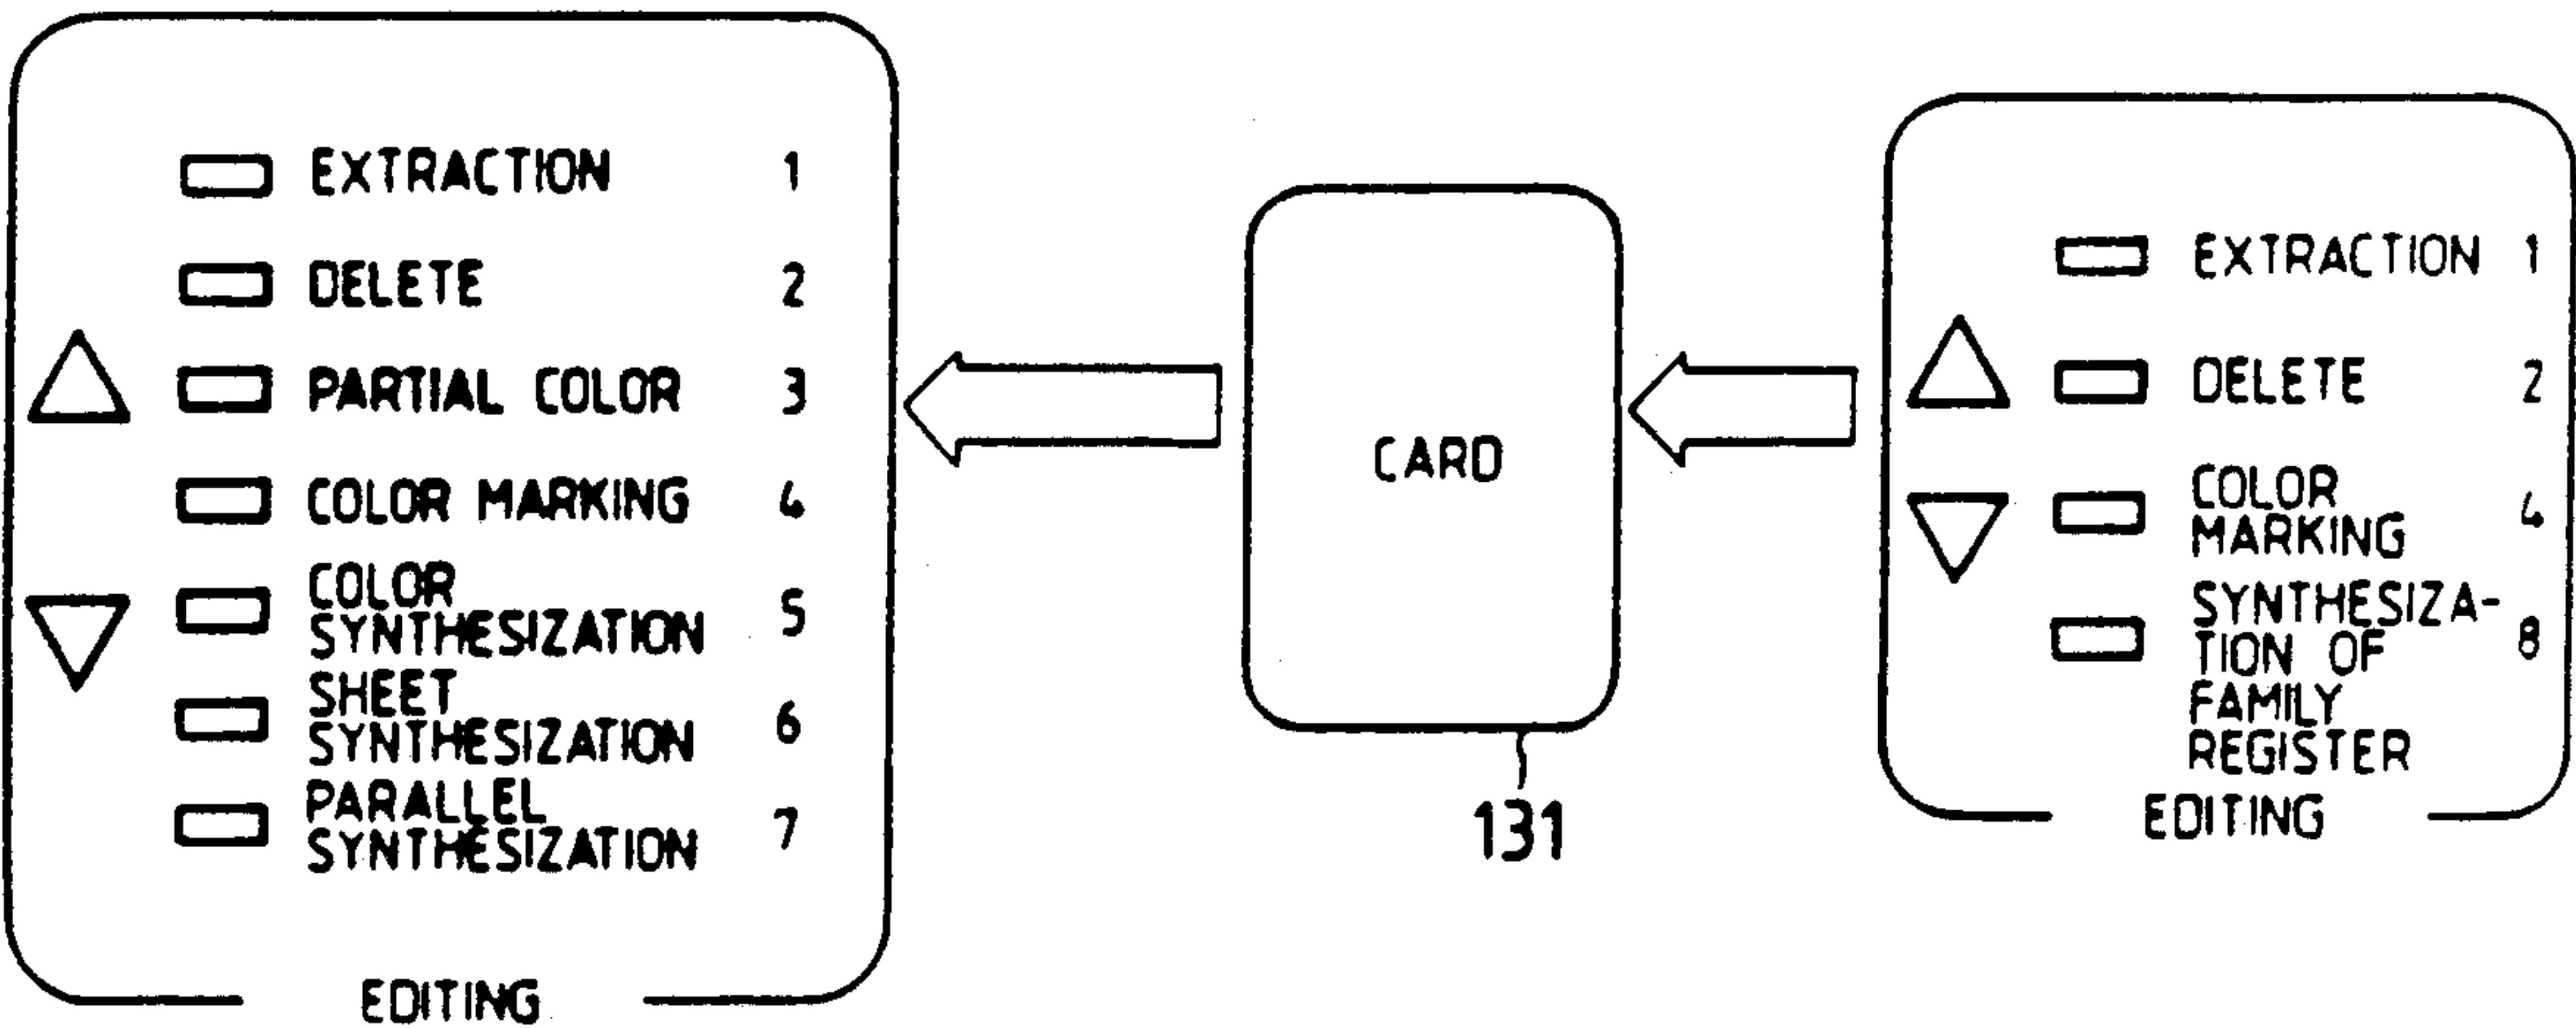 EXTRACTION 1
DELETE 2
PARTIAL COLOR 3
COLOR MARKING 4
COLOR
SYNTHESIZATION 5
SHEET
SYNTHESIZATION 6
PARALLEL
SYNTHESIZATION 7
EDITING
CARD
131
EXTRACTION 1
DELETE 2
COLOR
MARKING 4
SYNTHESIZA-
TION OF 8
FAMILY
REGISTER
EDITING